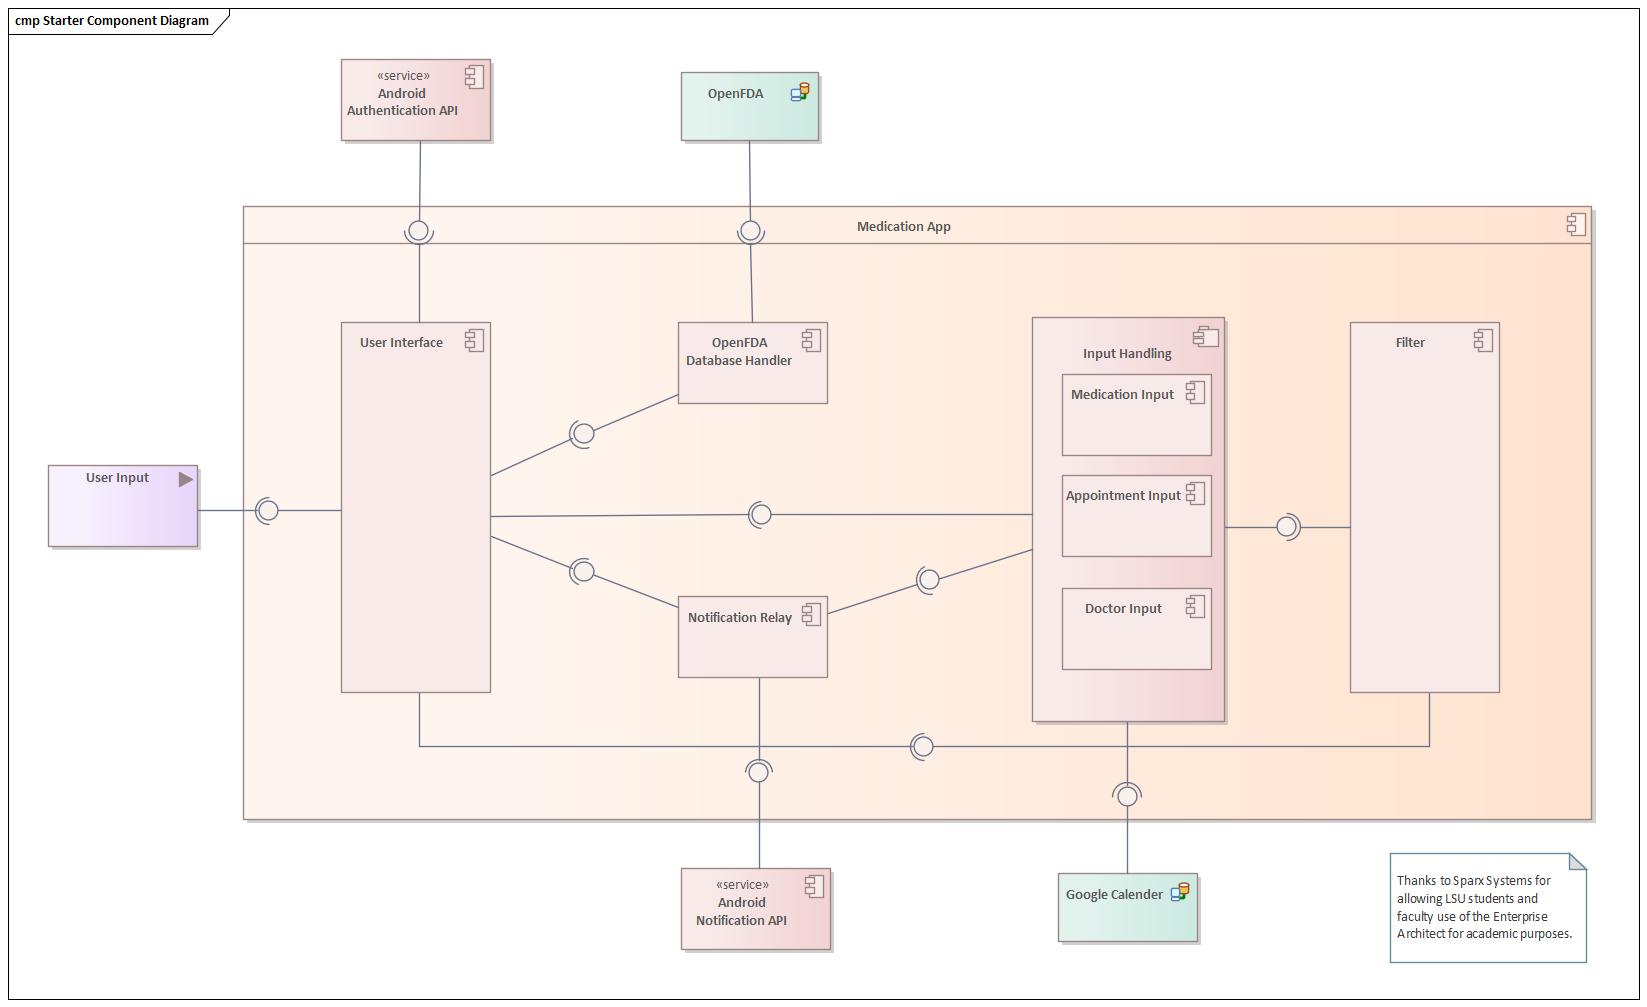 cmp Starter Component Diagram
«service»
Android
Authentication API
OpenFDA
Medication App
User Interface
OpenFDA
Database Handler
Input Handling
Filter
Medication Input
User Input
Appointment Input
Notification Relay
Doctor Input
«service»
Android
Notification API
Google Calender
Thanks to Sparx Systems for
allowing LSU students and
faculty use of the Enterprise
Architect for academic purposes.